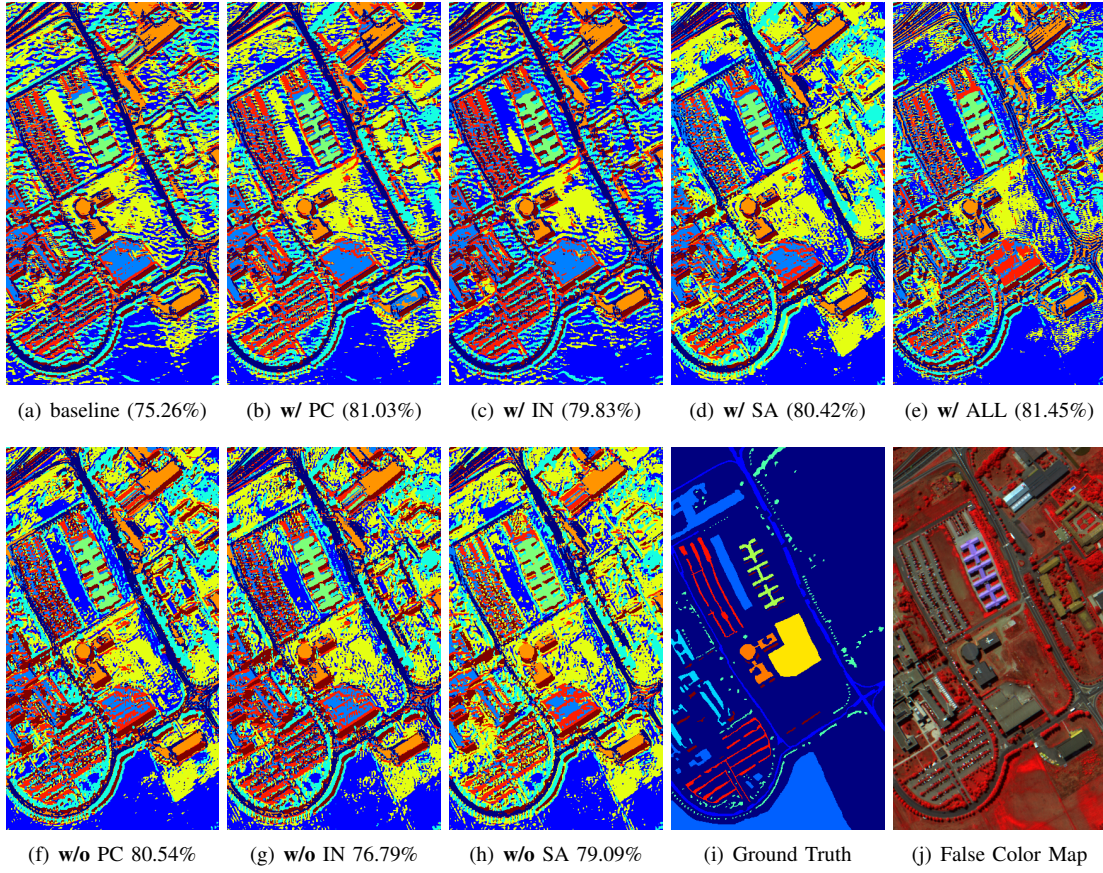 (a) baseline (75.26%)
(b) w/ PC (81.03%)
(c) w/ IN (79.83%)
(d) w/ SA (80.42%)
(e) w/ ALL (81.45%)
(f) w/o PC 80.54%
(g) w/o IN 76.79%
(h) w/o SA 79.09%
(i) Ground Truth
(j) False Color Map